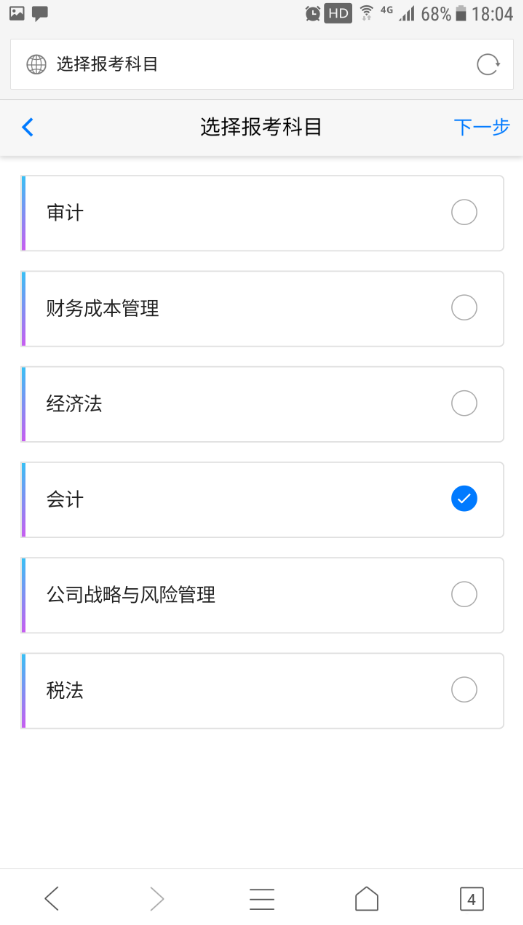 HD 4G 68% 18:04
选择报考科目
选择报考科目 下一步
审计
财务成本管理
经济法
会计
公司战略与风险管理
税法
4